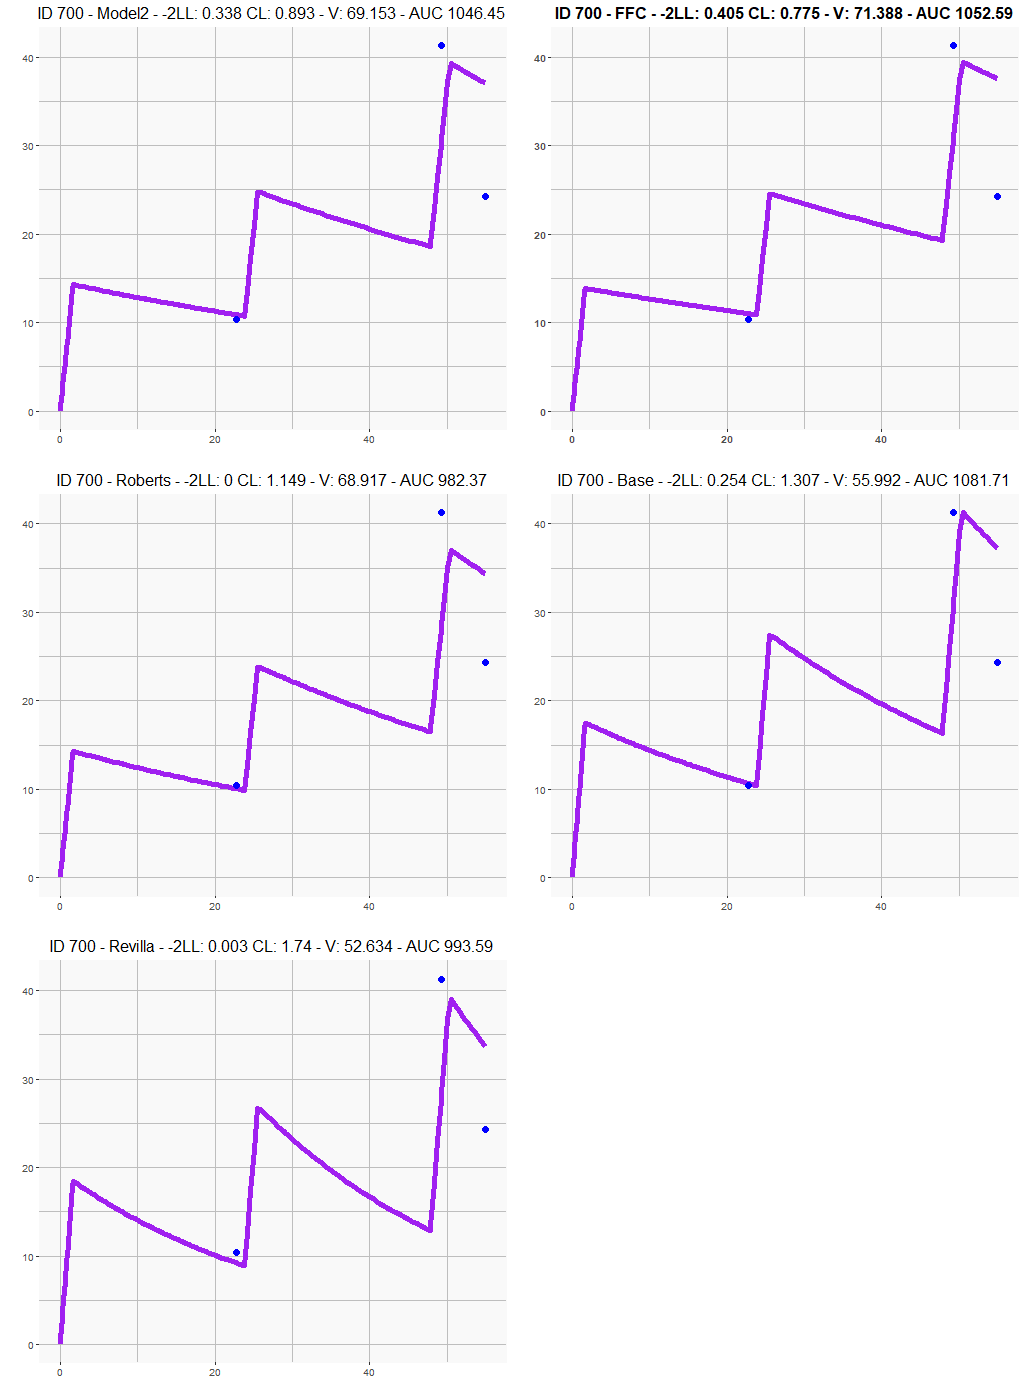 ID 700 - Model2 - -2LL: 0.338 CL: 0.893 - V: 69.153 - AUC 1046.45
40
30
20
10
0
0 20 40
ID 700 - FFC - -2LL: 0.405 CL: 0.775 - V: 71.388 - AUC 1052.59
40
30
20
10
0
0 20 40
ID 700 - Roberts - -2LL: 0 CL: 1.149 - V: 68.917 - AUC 982.37
40
30
20
10
0
0 20 40
ID 700 - Base - -2LL: 0.254 CL: 1.307 - V: 55.992 - AUC 1081.71
40
30
20
10
0
0 20 40
ID 700 - Revilla - -2LL: 0.003 CL: 1.74 - V: 52.634 - AUC 993.59
40
30
20
10
0
0 20 40